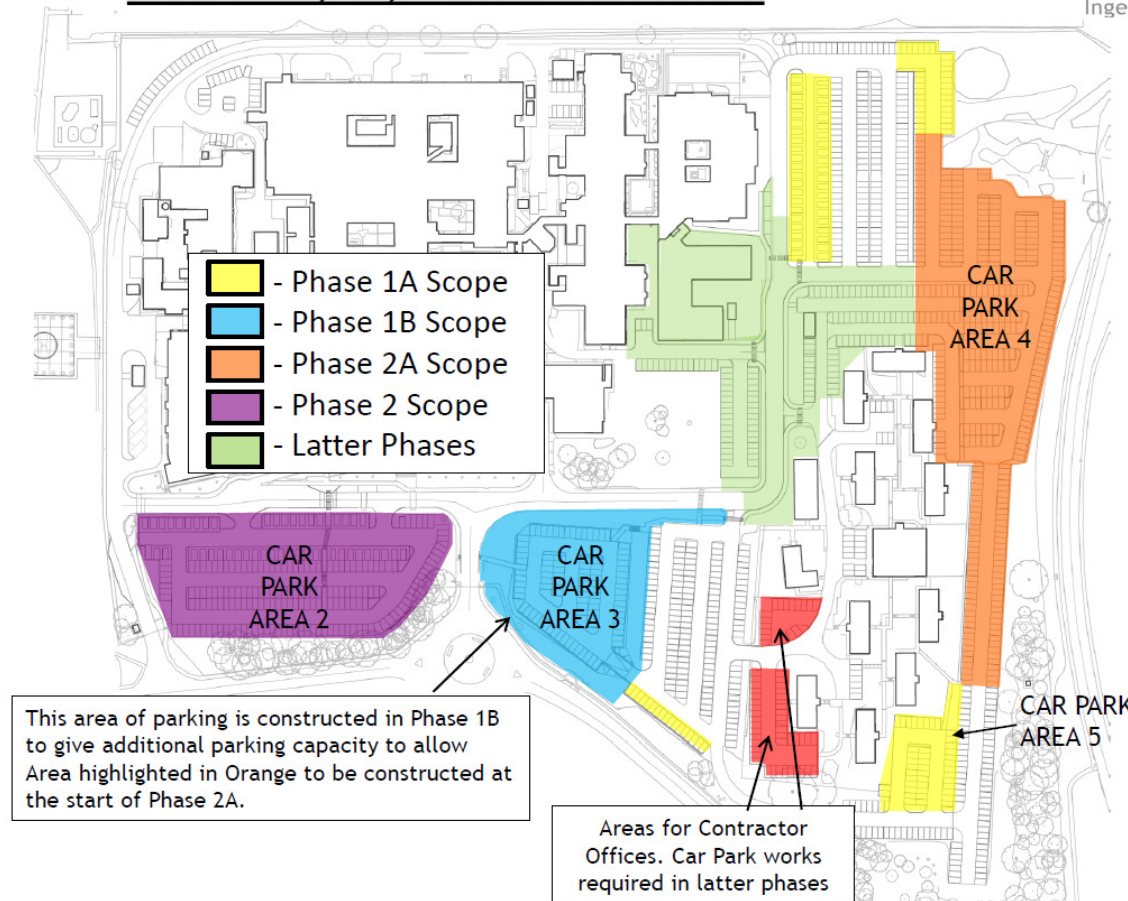 Inge
- Phase 1A Scope
- Phase 1B Scope
- Phase 2A Scope
- Phase 2 Scope
- Latter Phases
CAR
PARK
AREA 4
CAR
PARK
AREA 2
CAR
PARK
AREA 3
CAR PARK
AREA 5
This area of parking is constructed in Phase 1B
to give additional parking capacity to allow
Area highlighted in Orange to be constructed at
the start of Phase 2A.
Areas for Contractor
Offices. Car Park works
required in latter phases